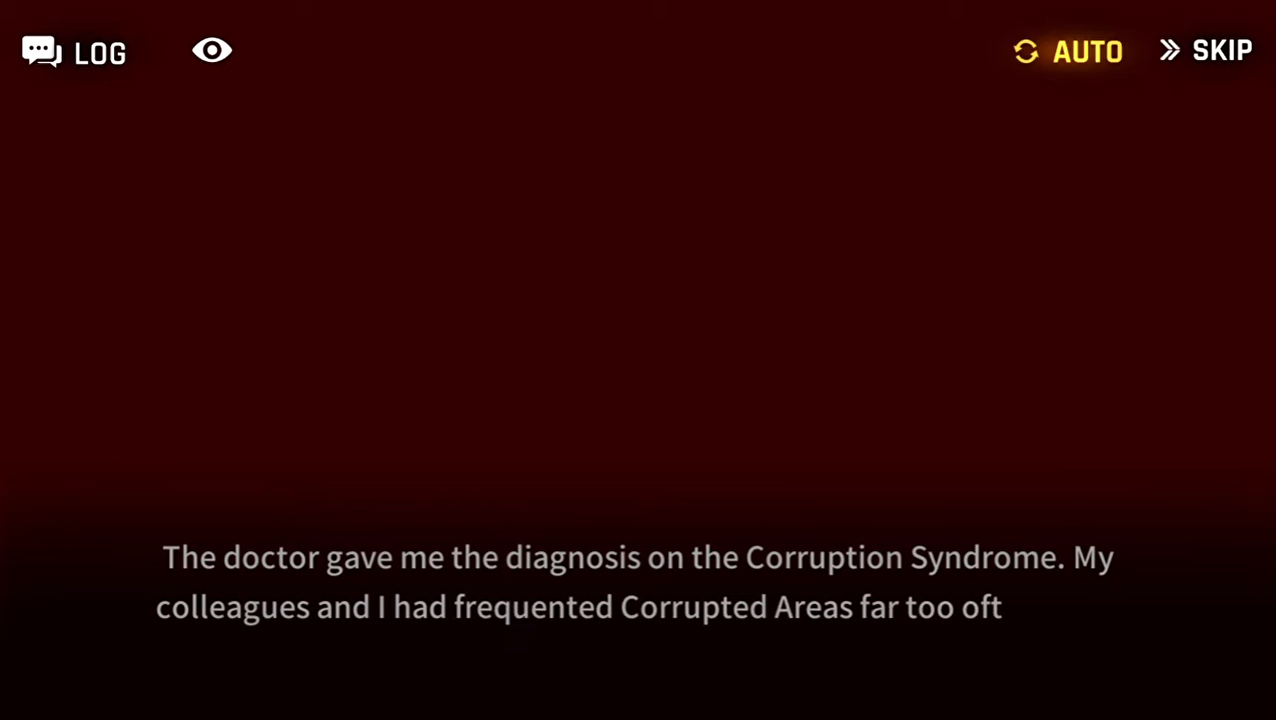 LOG
AUTO
SKIP
The doctor gave me the diagnosis on the Corruption Syndrome. My
colleagues and I had frequented Corrupted Areas far too oft